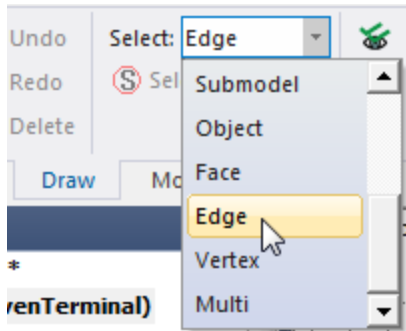 Undo Select: Edge
Redo Sel Submodel
Delete Object
Draw Mo Face
Edge
* Vertex
venTerminal) Multi